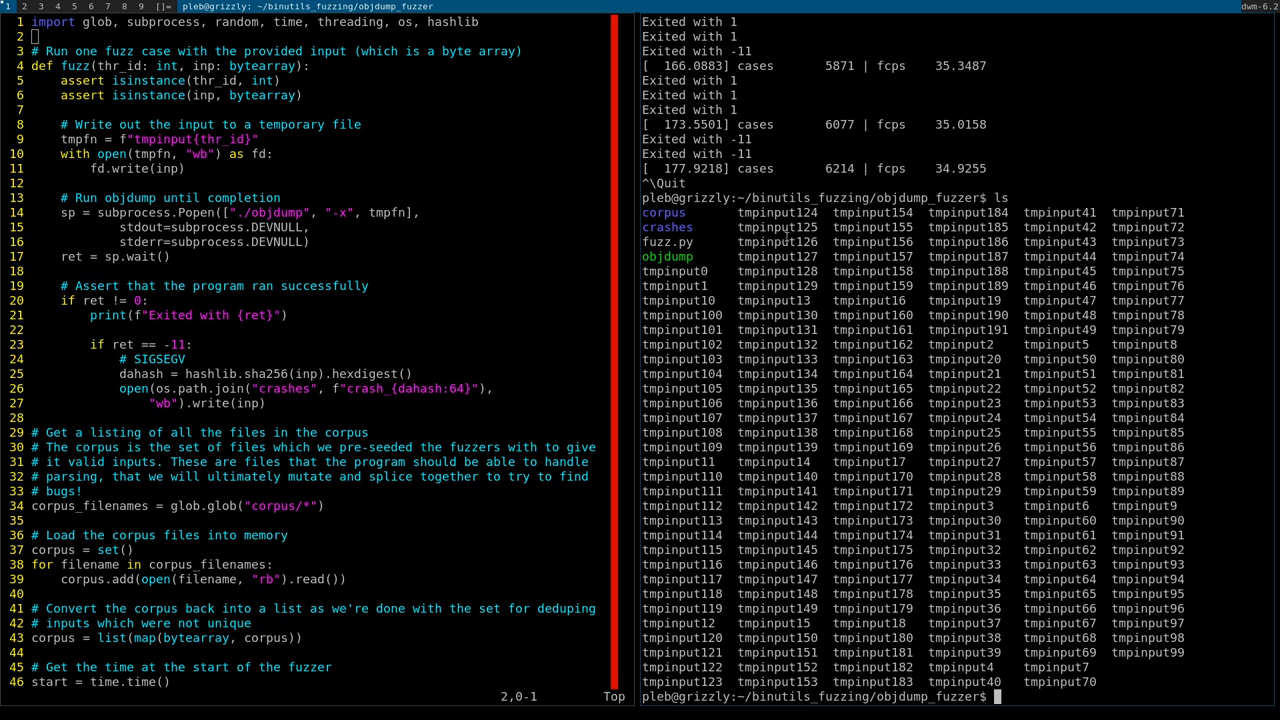 1 2 3 4 5 6 7 8 9 []= pleb@grizzly: ~/binutils_fuzzing/objdump_fuzzer dwm-6.2
1 import glob, subprocess, random, time, threading, os, hashlib
2
3 # Run one fuzz case with the provided input (which is a byte array)
4 def fuzz(thr_id: int, inp: bytearray):
5     assert isinstance(thr_id, int)
6     assert isinstance(inp, bytearray)
7
8     # Write out the input to a temporary file
9     tmpfn = f"tmpinput{thr_id}"
10     with open(tmpfn, "wb") as fd:
11         fd.write(inp)
12
13     # Run objdump until completion
14     sp = subprocess.Popen(["./objdump", "-x", tmpfn],
15             stdout=subprocess.DEVNULL,
16             stderr=subprocess.DEVNULL)
17     ret = sp.wait()
18
19     # Assert that the program ran successfully
20     if ret != 0:
21         print(f"Exited with {ret}")
22
23         if ret == -11:
24             # SIGSEGV
25             dahash = hashlib.sha256(inp).hexdigest()
26             open(os.path.join("crashes", f"crash_{dahash:64}"),
27                 "wb").write(inp)
28
29 # Get a listing of all the files in the corpus
30 # The corpus is the set of files which we pre-seeded the fuzzers with to give
31 # it valid inputs. These are files that the program should be able to handle
32 # parsing, that we will ultimately mutate and splice together to try to find
33 # bugs!
34 corpus_filenames = glob.glob("corpus/*")
35
36 # Load the corpus files into memory
37 corpus = set()
38 for filename in corpus_filenames:
39     corpus.add(open(filename, "rb").read())
40
41 # Convert the corpus back into a list as we're done with the set for deduping
42 # inputs which were not unique
43 corpus = list(map(bytearray, corpus))
44
45 # Get the time at the start of the fuzzer
46 start = time.time()
2,0-1 Top
Exited with 1
Exited with 1
Exited with -11
[  166.0883] cases       5871 | fcps    35.3487
Exited with 1
Exited with 1
Exited with 1
[  173.5501] cases       6077 | fcps    35.0158
Exited with -11
Exited with -11
[  177.9218] cases       6214 | fcps    34.9255
^\Quit
pleb@grizzly:~/binutils_fuzzing/objdump_fuzzer$ ls
corpus tmpinput124 tmpinput154 tmpinput184 tmpinput41 tmpinput71
crashes tmpinput125 tmpinput155 tmpinput185 tmpinput42 tmpinput72
fuzz.py tmpinput126 tmpinput156 tmpinput186 tmpinput43 tmpinput73
objdump tmpinput127 tmpinput157 tmpinput187 tmpinput44 tmpinput74
tmpinput0 tmpinput128 tmpinput158 tmpinput188 tmpinput45 tmpinput75
tmpinput1 tmpinput129 tmpinput159 tmpinput189 tmpinput46 tmpinput76
tmpinput10 tmpinput13 tmpinput16 tmpinput19 tmpinput47 tmpinput77
tmpinput100 tmpinput130 tmpinput160 tmpinput190 tmpinput48 tmpinput78
tmpinput101 tmpinput131 tmpinput161 tmpinput191 tmpinput49 tmpinput79
tmpinput102 tmpinput132 tmpinput162 tmpinput2 tmpinput5 tmpinput8
tmpinput103 tmpinput133 tmpinput163 tmpinput20 tmpinput50 tmpinput80
tmpinput104 tmpinput134 tmpinput164 tmpinput21 tmpinput51 tmpinput81
tmpinput105 tmpinput135 tmpinput165 tmpinput22 tmpinput52 tmpinput82
tmpinput106 tmpinput136 tmpinput166 tmpinput23 tmpinput53 tmpinput83
tmpinput107 tmpinput137 tmpinput167 tmpinput24 tmpinput54 tmpinput84
tmpinput108 tmpinput138 tmpinput168 tmpinput25 tmpinput55 tmpinput85
tmpinput109 tmpinput139 tmpinput169 tmpinput26 tmpinput56 tmpinput86
tmpinput11 tmpinput14 tmpinput17 tmpinput27 tmpinput57 tmpinput87
tmpinput110 tmpinput140 tmpinput170 tmpinput28 tmpinput58 tmpinput88
tmpinput111 tmpinput141 tmpinput171 tmpinput29 tmpinput59 tmpinput89
tmpinput112 tmpinput142 tmpinput172 tmpinput3 tmpinput6 tmpinput9
tmpinput113 tmpinput143 tmpinput173 tmpinput30 tmpinput60 tmpinput90
tmpinput114 tmpinput144 tmpinput174 tmpinput31 tmpinput61 tmpinput91
tmpinput115 tmpinput145 tmpinput175 tmpinput32 tmpinput62 tmpinput92
tmpinput116 tmpinput146 tmpinput176 tmpinput33 tmpinput63 tmpinput93
tmpinput117 tmpinput147 tmpinput177 tmpinput34 tmpinput64 tmpinput94
tmpinput118 tmpinput148 tmpinput178 tmpinput35 tmpinput65 tmpinput95
tmpinput119 tmpinput149 tmpinput179 tmpinput36 tmpinput66 tmpinput96
tmpinput12 tmpinput15 tmpinput18 tmpinput37 tmpinput67 tmpinput97
tmpinput120 tmpinput150 tmpinput180 tmpinput38 tmpinput68 tmpinput98
tmpinput121 tmpinput151 tmpinput181 tmpinput39 tmpinput69 tmpinput99
tmpinput122 tmpinput152 tmpinput182 tmpinput4 tmpinput7
tmpinput123 tmpinput153 tmpinput183 tmpinput40 tmpinput70
pleb@grizzly:~/binutils_fuzzing/objdump_fuzzer$